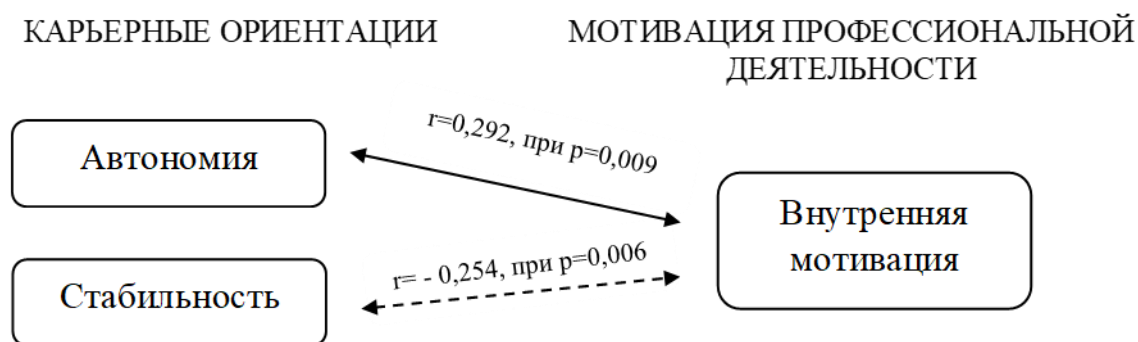 КАРЬЕРНЫЕ ОРИЕНТАЦИИ
МОТИВАЦИЯ ПРОФЕССИОНАЛЬНОЙ
ДЕЯТЕЛЬНОСТИ
Автономия
r=0,292, при p=0,009
Внутренняя
мотивация
r= - 0,254, при p=0,006
Стабильность